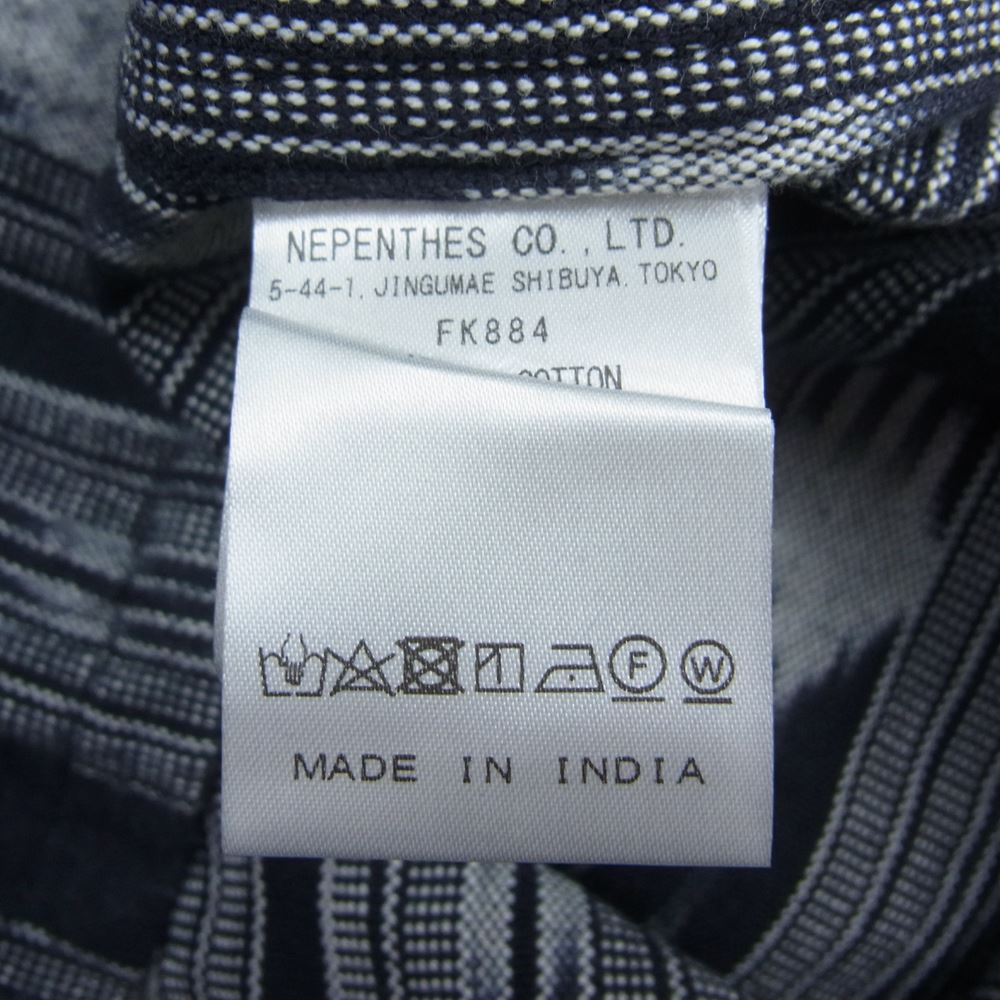 NEPENTHES CO., LTD.
5-44-1, JINGUMAE SHIBUYA, TOKYO
FK884
COTTON
F W
MADE IN INDIA